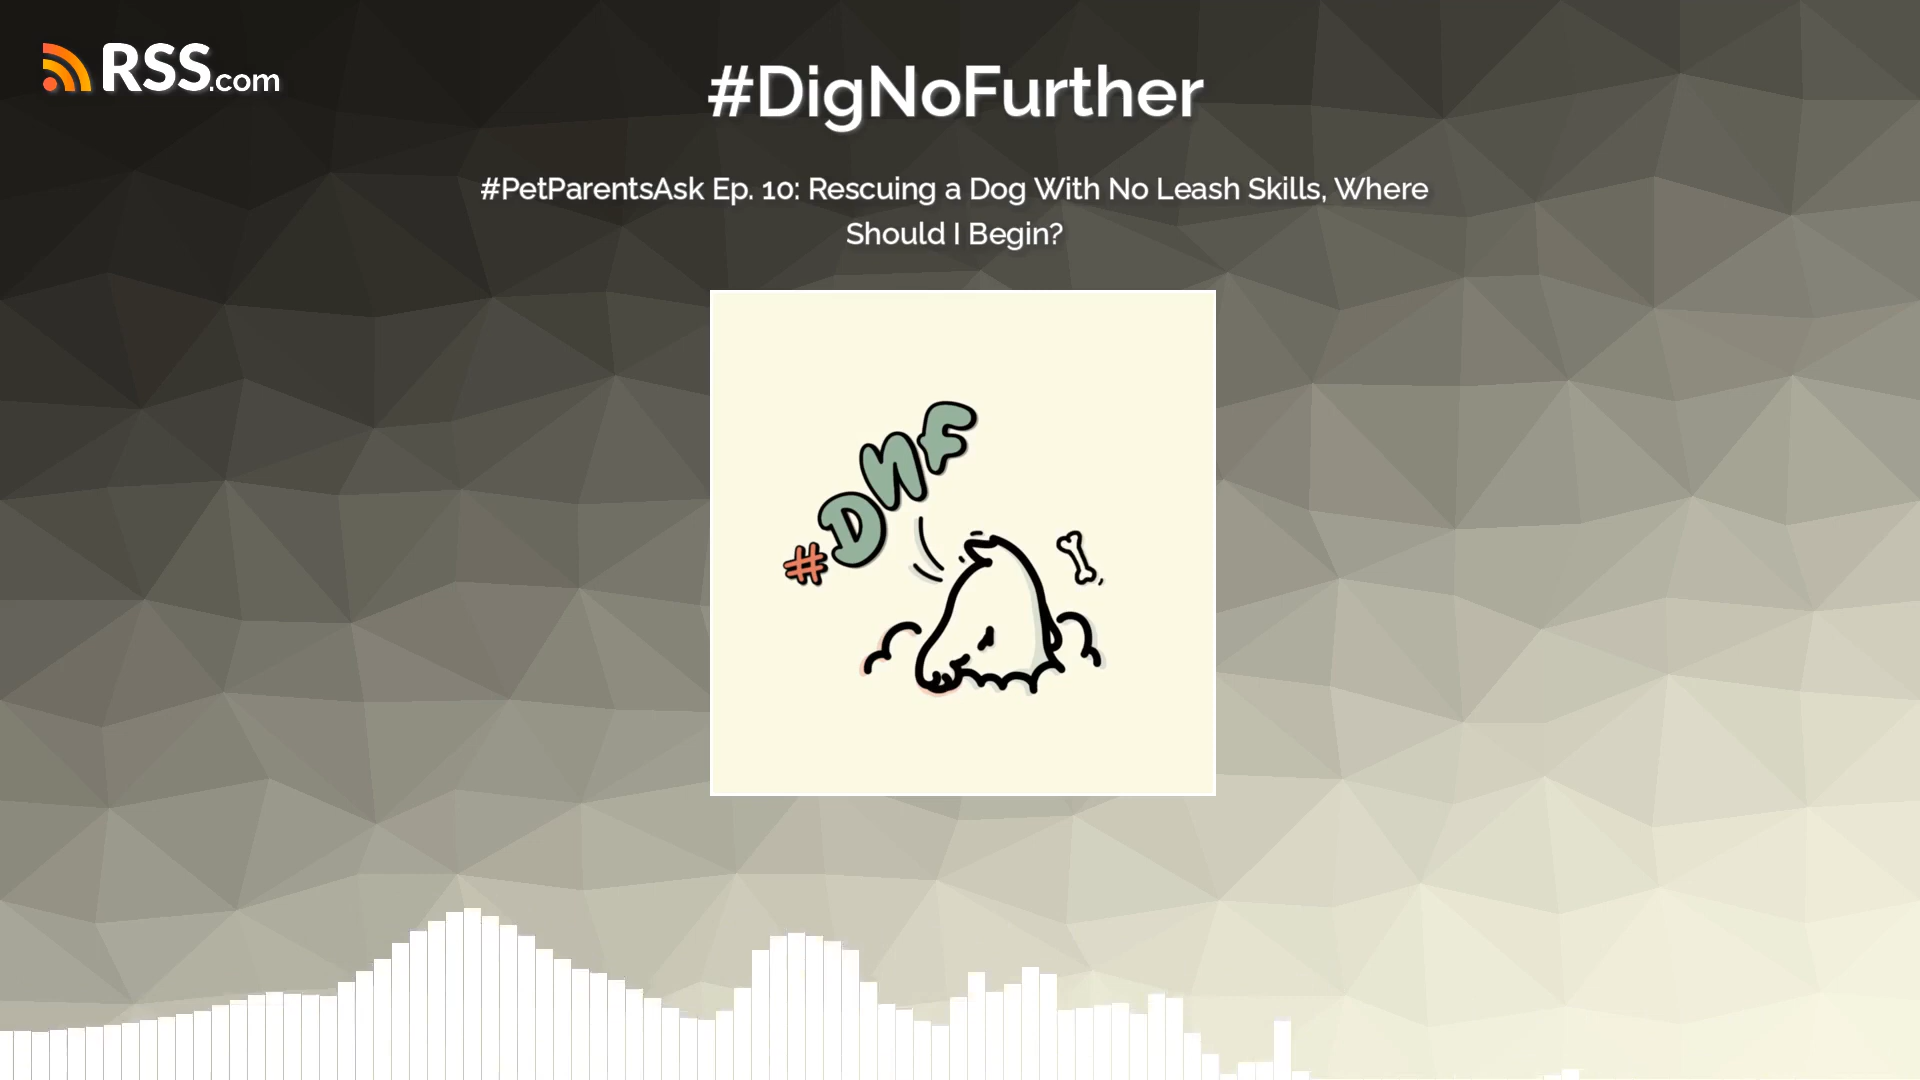 RSS.com
#DigNoFurther
#PetParentsAsk Ep. 10: Rescuing a Dog With No Leash Skills, Where
Should I Begin?
#DNF